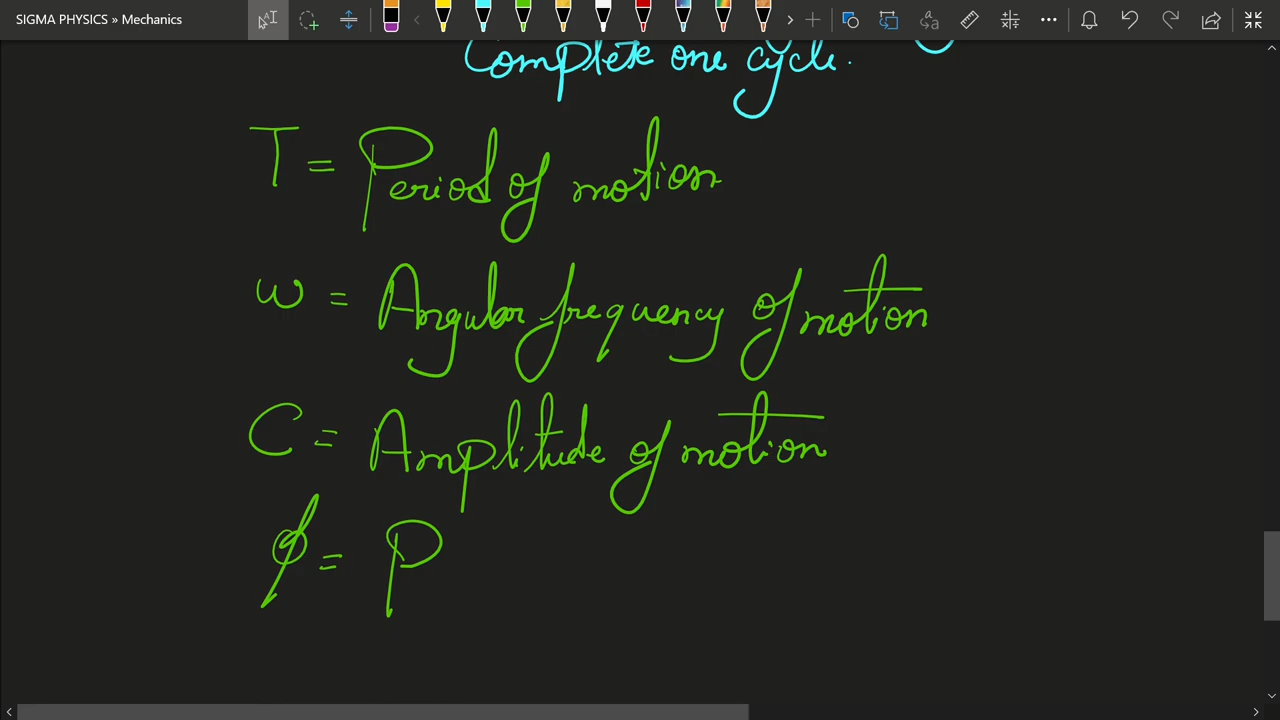 SIGMA PHYSICS » Mechanics
Complete one cycle.
T = Period of motion
ω = Angular frequency of motion
C = Amplitude of motion
φ = P